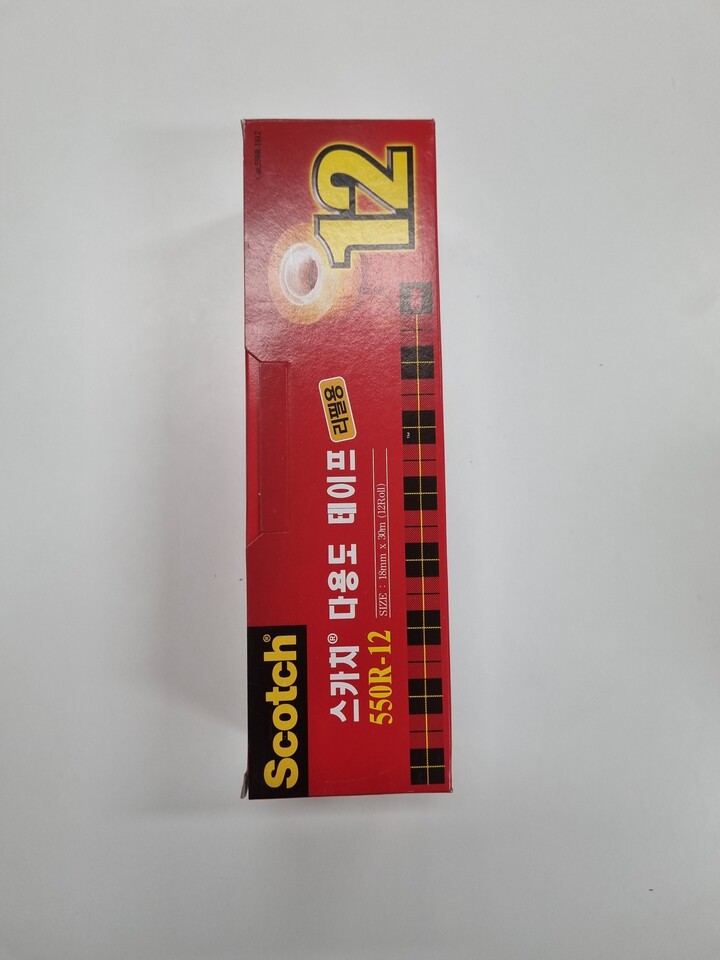 Scotch®
스카치® 다용도 테이프 리필용
550R-12
SIZE : 18mm x 30m (12Roll)
12
TM